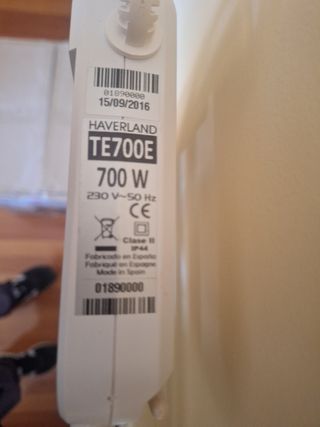 01890000
15/09/2016
HAVERLAND
TE700E
700 W
230 V~50 Hz
CE
Clase II
IP44
Fabricado en España
Fabriqué en Espagne
Made in Spain
01890000